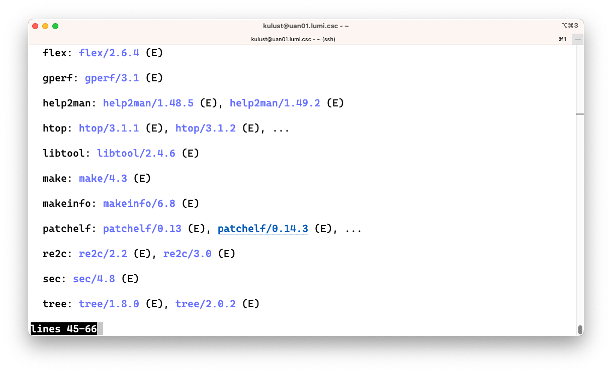 kulust@uan01.lumi.csc - ~
⌥⌘3
kulust@uan01.lumi.csc - ~ (ssh)
⌘1
flex: flex/2.6.4 (E)
gperf: gperf/3.1 (E)
help2man: help2man/1.48.5 (E), help2man/1.49.2 (E)
htop: htop/3.1.1 (E), htop/3.1.2 (E), ...
libtool: libtool/2.4.6 (E)
make: make/4.3 (E)
makeinfo: makeinfo/6.8 (E)
patchelf: patchelf/0.13 (E), patchelf/0.14.3 (E), ...
re2c: re2c/2.2 (E), re2c/3.0 (E)
sec: sec/4.8 (E)
tree: tree/1.8.0 (E), tree/2.0.2 (E)
lines 45-66